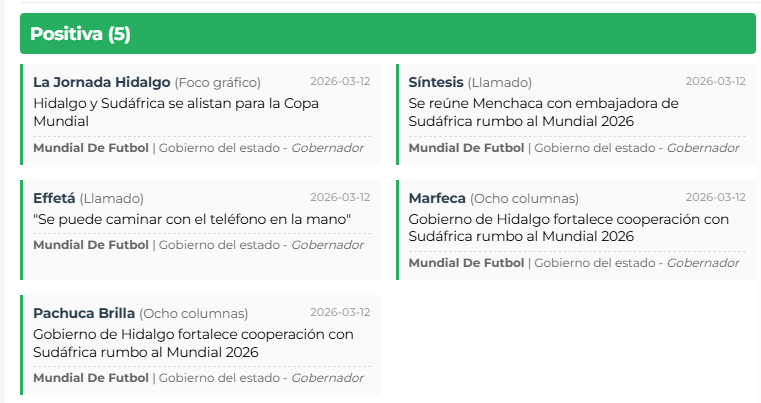 Positiva (5)
La Jornada Hidalgo (Foco gráfico) 2026-03-12
Hidalgo y Sudáfrica se alistan para la Copa
Mundial
Mundial De Futbol | Gobierno del estado - Gobernador
Síntesis (Llamado) 2026-03-12
Se reúne Menchaca con embajadora de
Sudáfrica rumbo al Mundial 2026
Mundial De Futbol | Gobierno del estado - Gobernador
Effetá (Llamado) 2026-03-12
"Se puede caminar con el teléfono en la mano"
Mundial De Futbol | Gobierno del estado - Gobernador
Marfeca (Ocho columnas) 2026-03-12
Gobierno de Hidalgo fortalece cooperación con
Sudáfrica rumbo al Mundial 2026
Mundial De Futbol | Gobierno del estado - Gobernador
Pachuca Brilla (Ocho columnas) 2026-03-12
Gobierno de Hidalgo fortalece cooperación con
Sudáfrica rumbo al Mundial 2026
Mundial De Futbol | Gobierno del estado - Gobernador